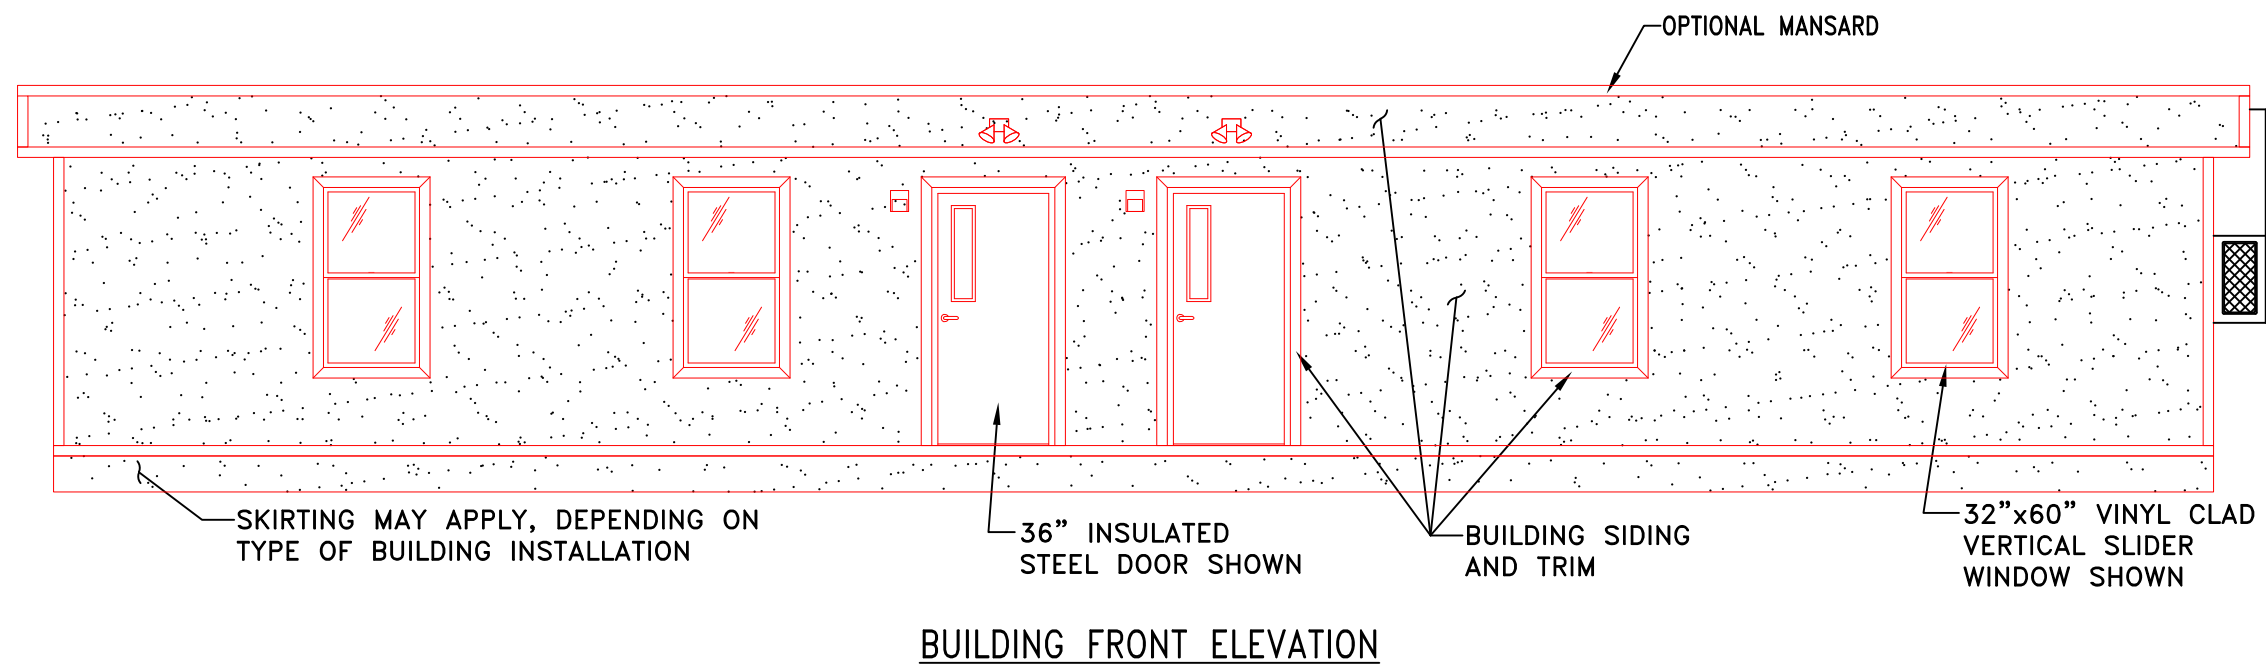 OPTIONAL MANSARD
SKIRTING MAY APPLY, DEPENDING ON
TYPE OF BUILDING INSTALLATION
36” INSULATED
STEEL DOOR SHOWN
BUILDING SIDING
AND TRIM
32”x60” VINYL CLAD
VERTICAL SLIDER
WINDOW SHOWN
BUILDING FRONT ELEVATION